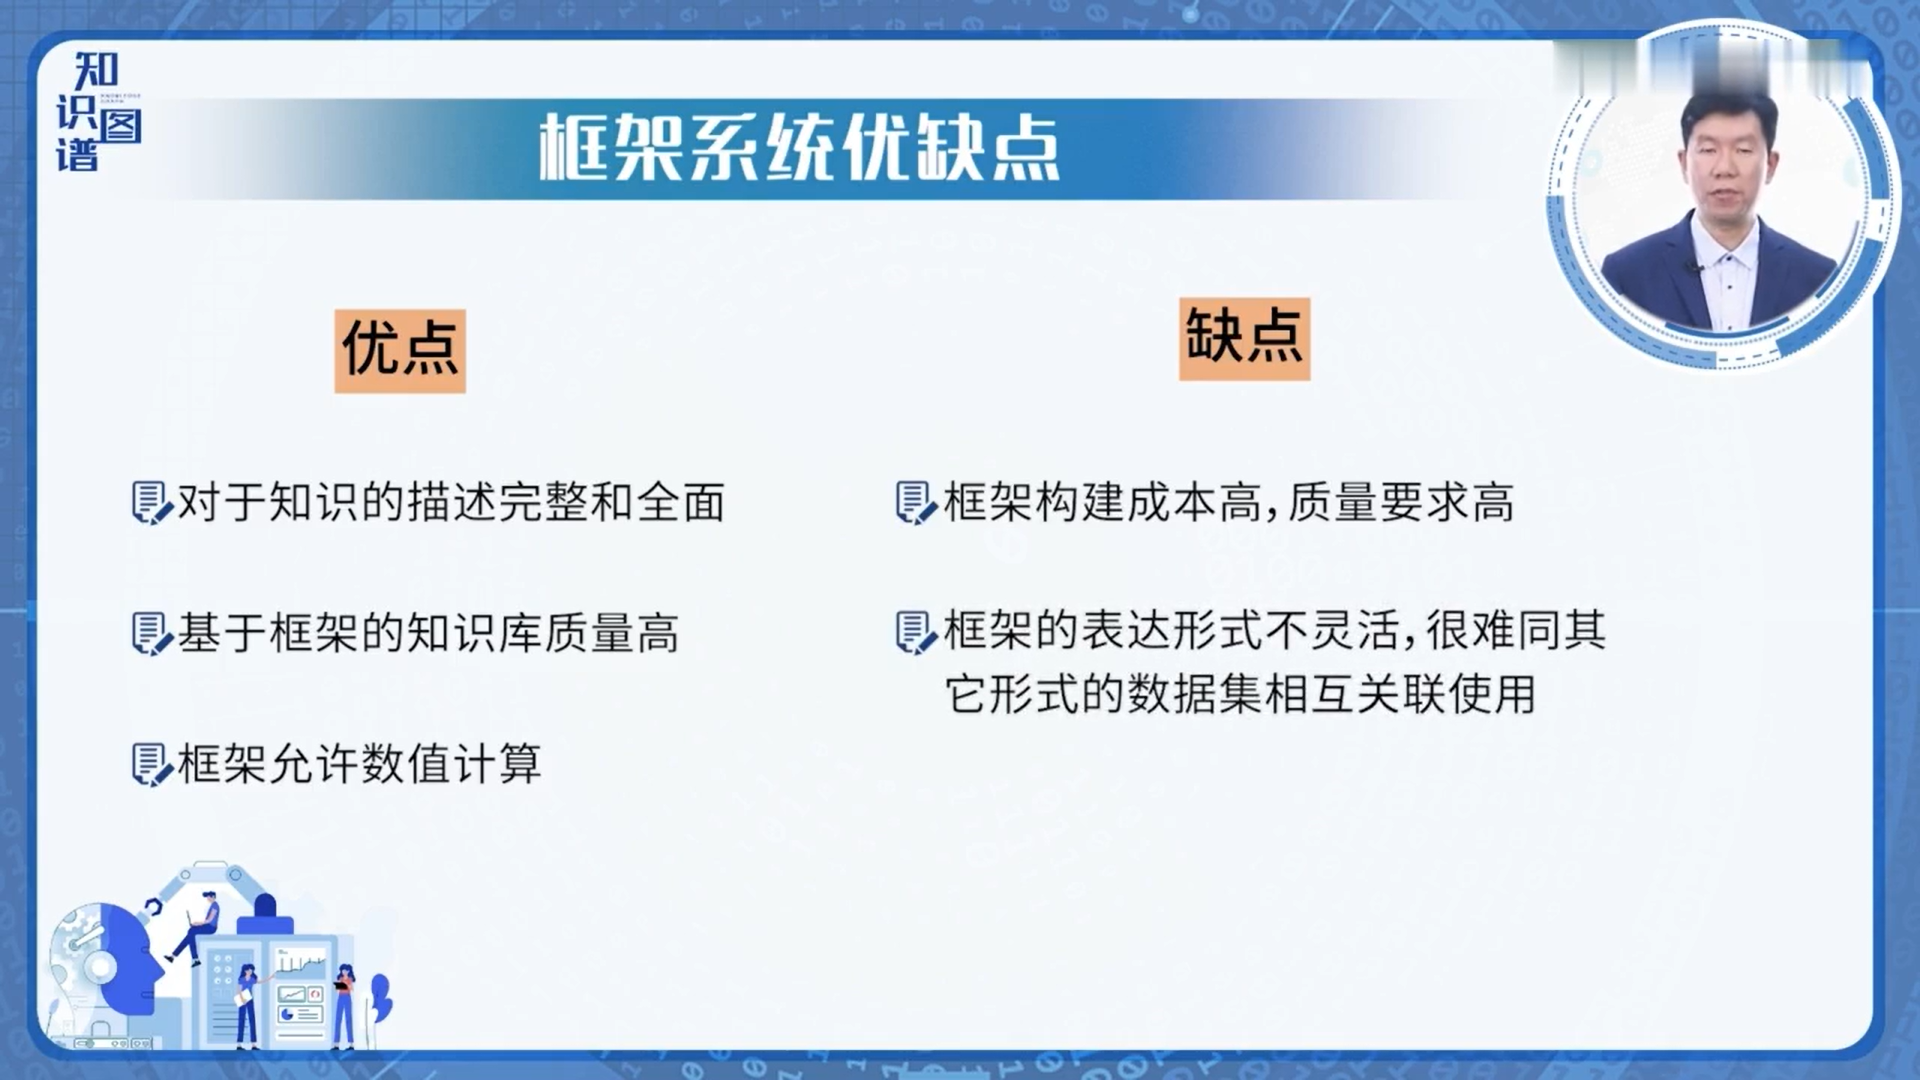 知
识图
谱
框架系统优缺点
优点
缺点
对于知识的描述完整和全面
基于框架的知识库质量高
框架允许数值计算
框架构建成本高,质量要求高
框架的表达形式不灵活,很难同其
它形式的数据集相互关联使用